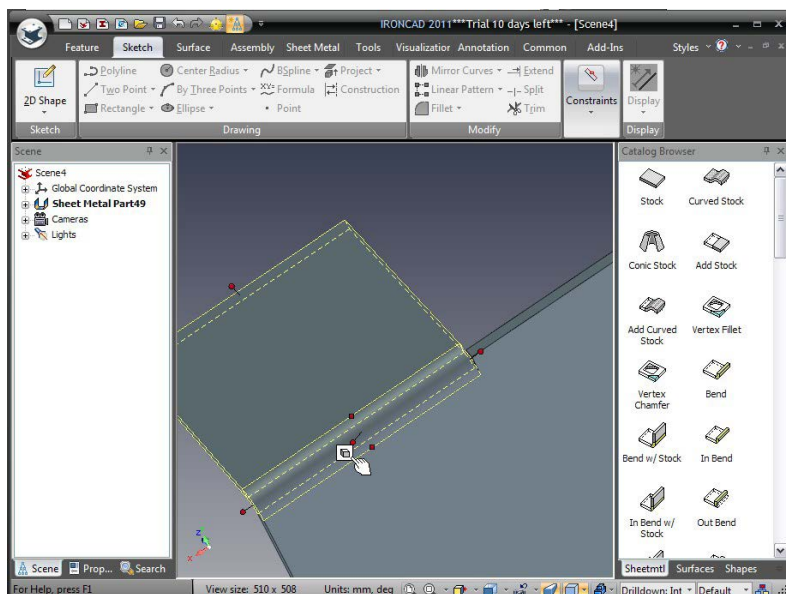 IRONCAD 2011***Trial 10 days left*** - [Scene4]
Feature Sketch Surface Assembly Sheet Metal Tools Visualization Annotation Common Add-Ins Styles
Polyline Center Radius BSpline Project Mirror Curves Extend
2D Shape Two Point By Three Points XYZ= Formula Construction Linear Pattern Split Constraints Display
Rectangle Ellipse Point Fillet Trim
Sketch Drawing Modify Display
Scene Catalog Browser
Scene4
Global Coordinate System
Sheet Metal Part49
Cameras
Lights
Stock Curved Stock
Conic Stock Add Stock
Add Curved Stock Vertex Fillet
Vertex Chamfer Bend
Bend w/ Stock In Bend
In Bend w/ Stock Out Bend
z
x
Scene Prop... Search Sheetmtl Surfaces Shapes
For Help, press F1 View size: 510 x 508 Units: mm, deg Drilldown: Int Default